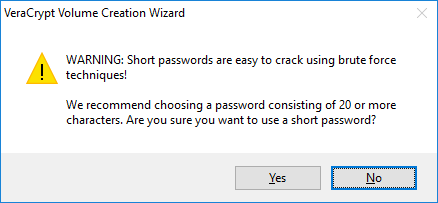 VeraCrypt Volume Creation Wizard
WARNING: Short passwords are easy to crack using brute force
techniques!
We recommend choosing a password consisting of 20 or more
characters. Are you sure you want to use a short password?
Yes
No